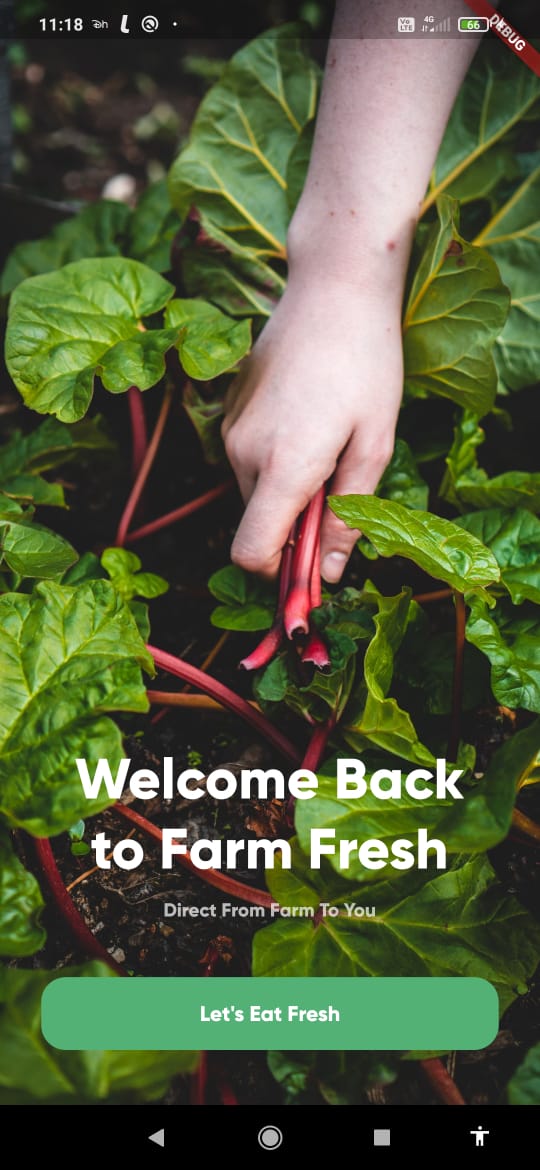 11:18
Vo LTE
4G
66
DEBUG
Welcome Back
to Farm Fresh
Direct From Farm To You
Let's Eat Fresh